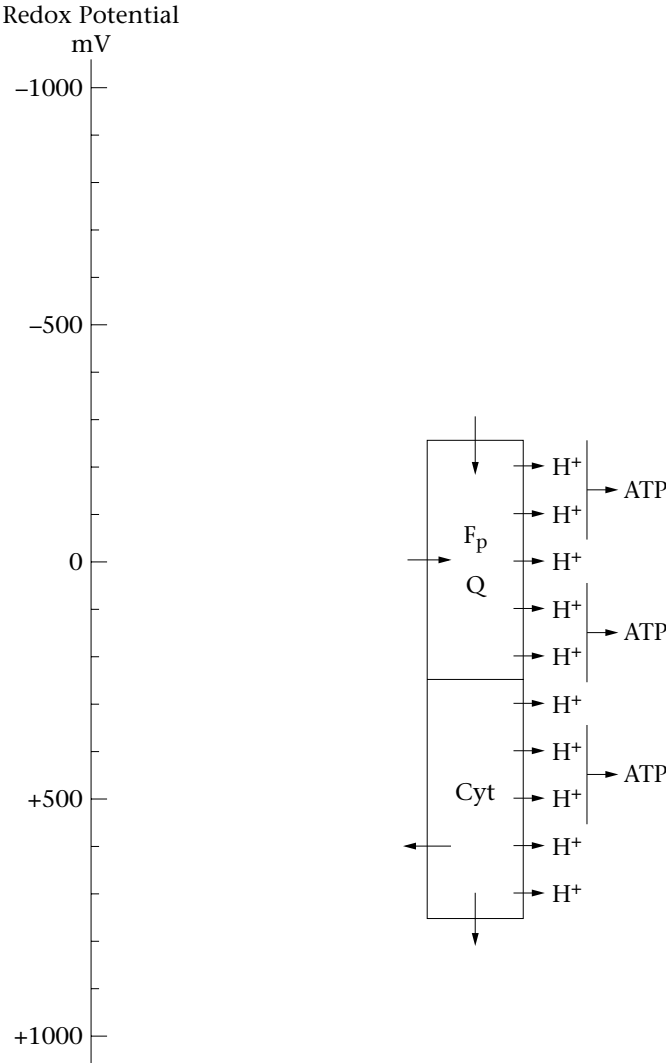 Redox Potential
mV
–1000
–500
0
+500
+1000
F_p
Q
Cyt
H⁺
H⁺
H⁺
H⁺
H⁺
H⁺
H⁺
H⁺
H⁺
H⁺
ATP
ATP
ATP